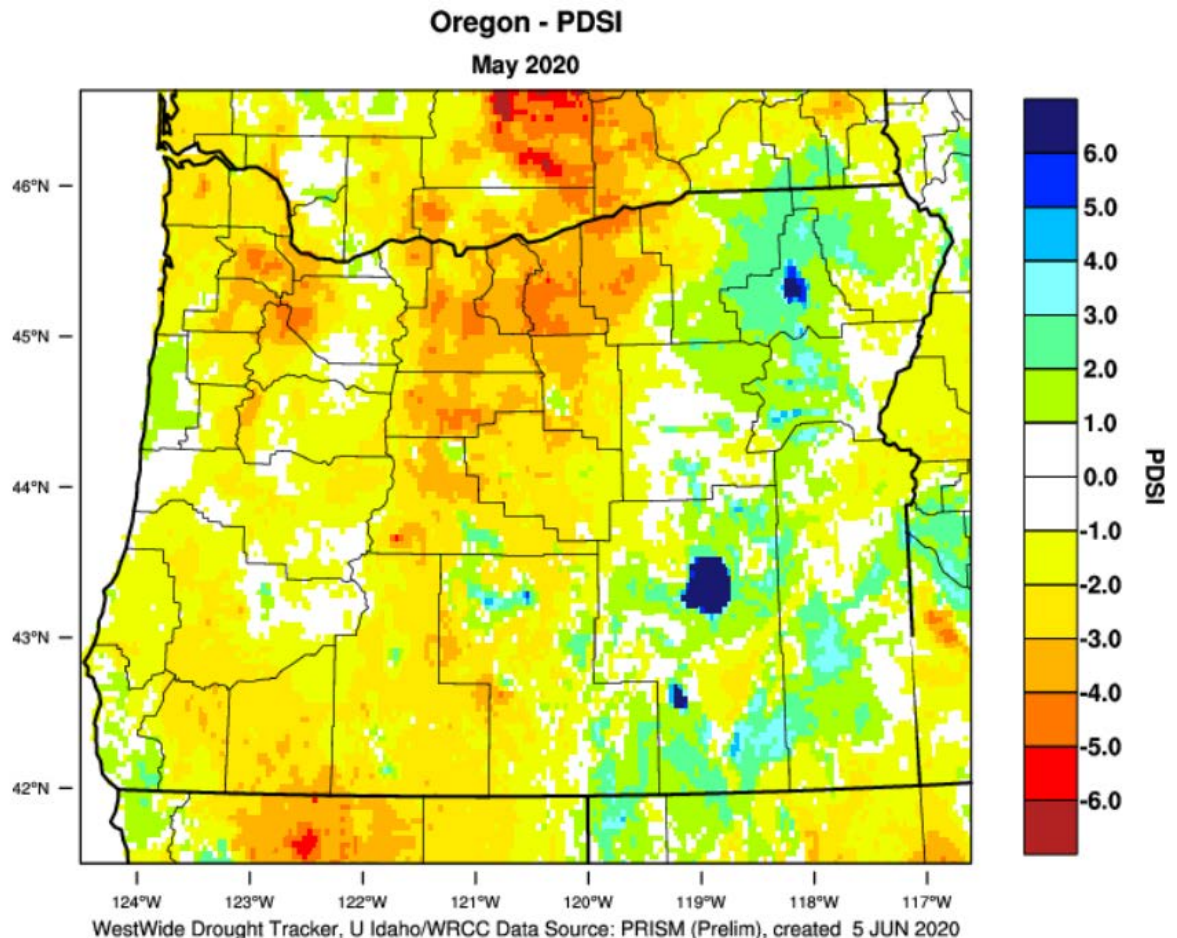 Oregon - PDSI
May 2020
46°N
45°N
44°N
43°N
42°N
124°W 123°W 122°W 121°W 120°W 119°W 118°W 117°W
6.0
5.0
4.0
3.0
2.0
1.0
0.0
-1.0
-2.0
-3.0
-4.0
-5.0
-6.0
PDSI
WestWide Drought Tracker, U Idaho/WRCC Data Source: PRISM (Prelim), created 5 JUN 2020